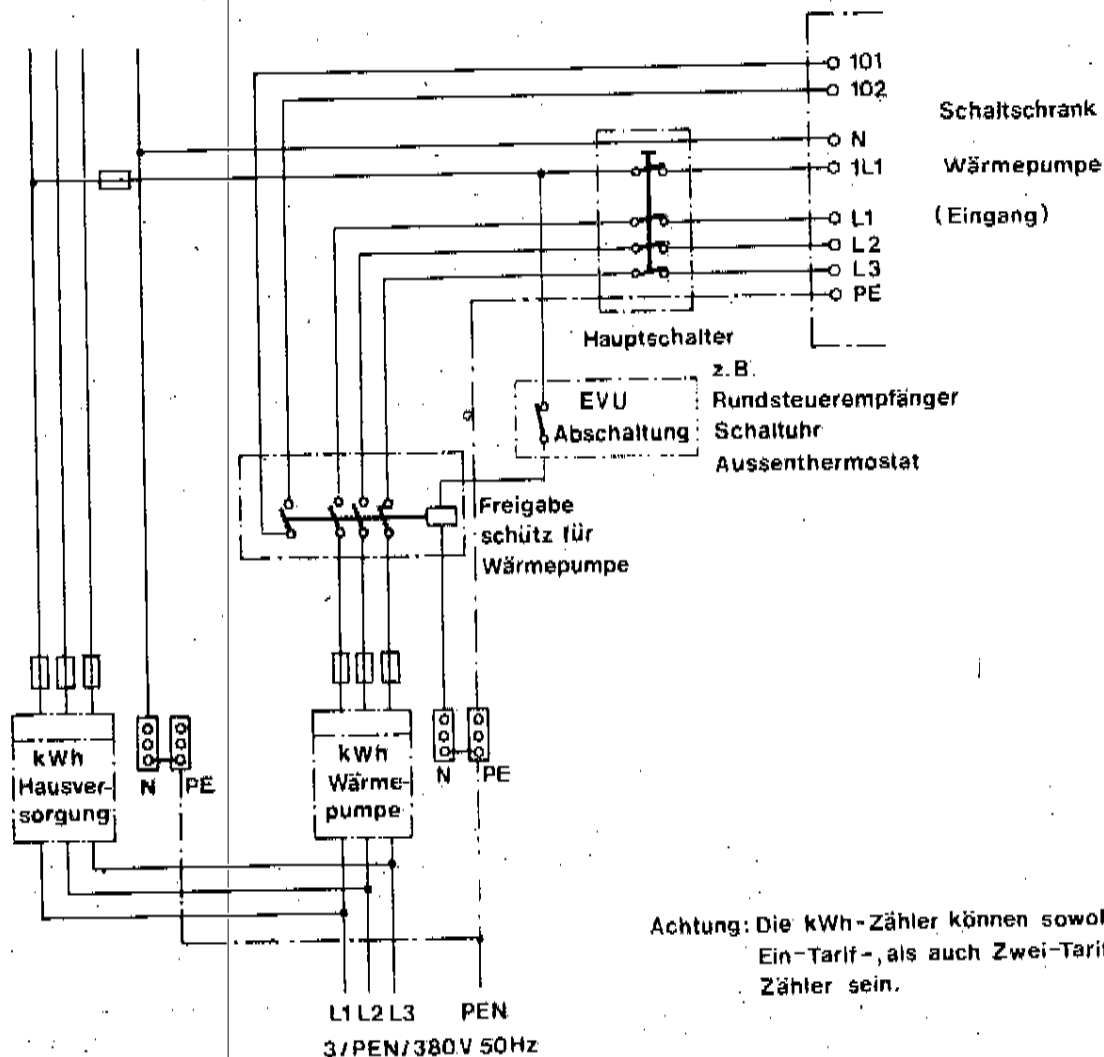 101
102
Schaltschrank
N
1L1
Wärmepumpe
L1
(Eingang)
L2
L3
PE
Hauptschalter
z.B.
EVU
Abschaltung
Rundsteuerempfänger
Schaltuhr
Aussenthermostat
Freigabe
schütz für
Wärmepumpe
kWh
Hausver-
sorgung
N
PE
kWh
Wärme-
pumpe
N
PE
Achtung: Die kWh-Zähler können sowohl
Ein-Tarif-, als auch Zwei-Tarif
Zähler sein.
L1 L2 L3 PEN
3/PEN/380V 50Hz